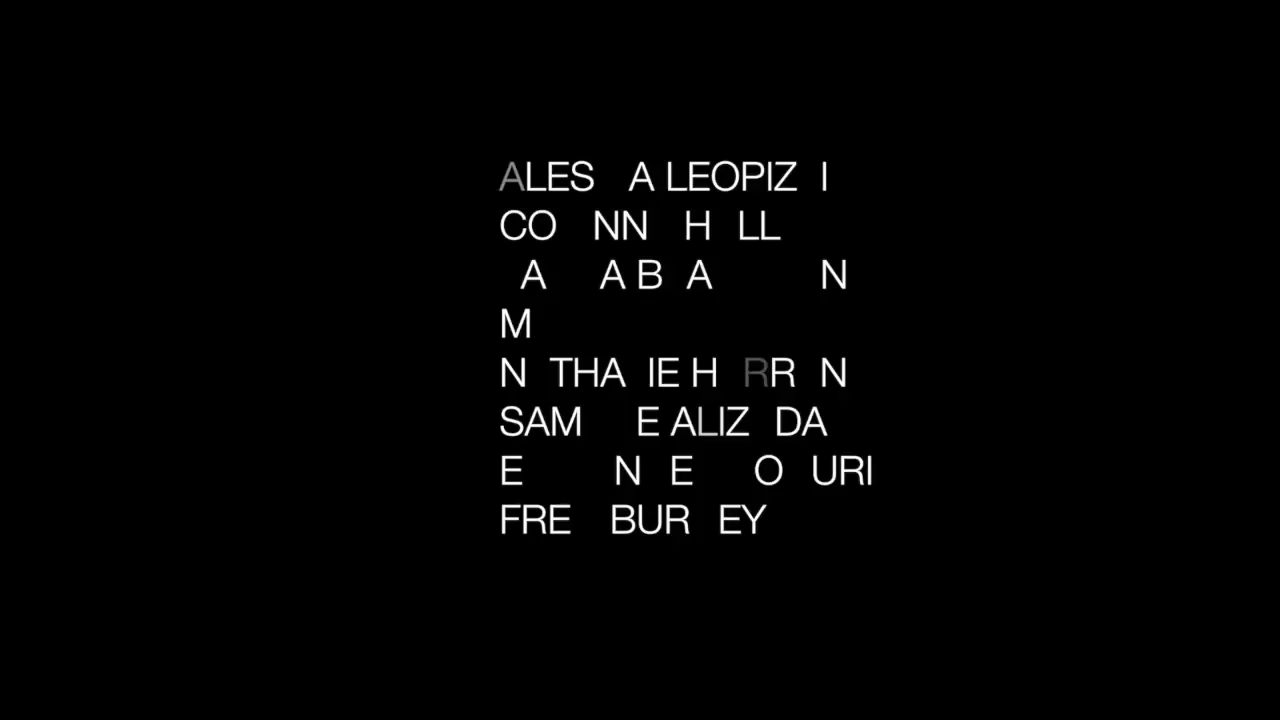 ALES A LEOPIZ I
CO NN H LL
A A B A N
M
N THA IE H RR N
SAM E ALIZ DA
E N E O URI
FRE BUR EY